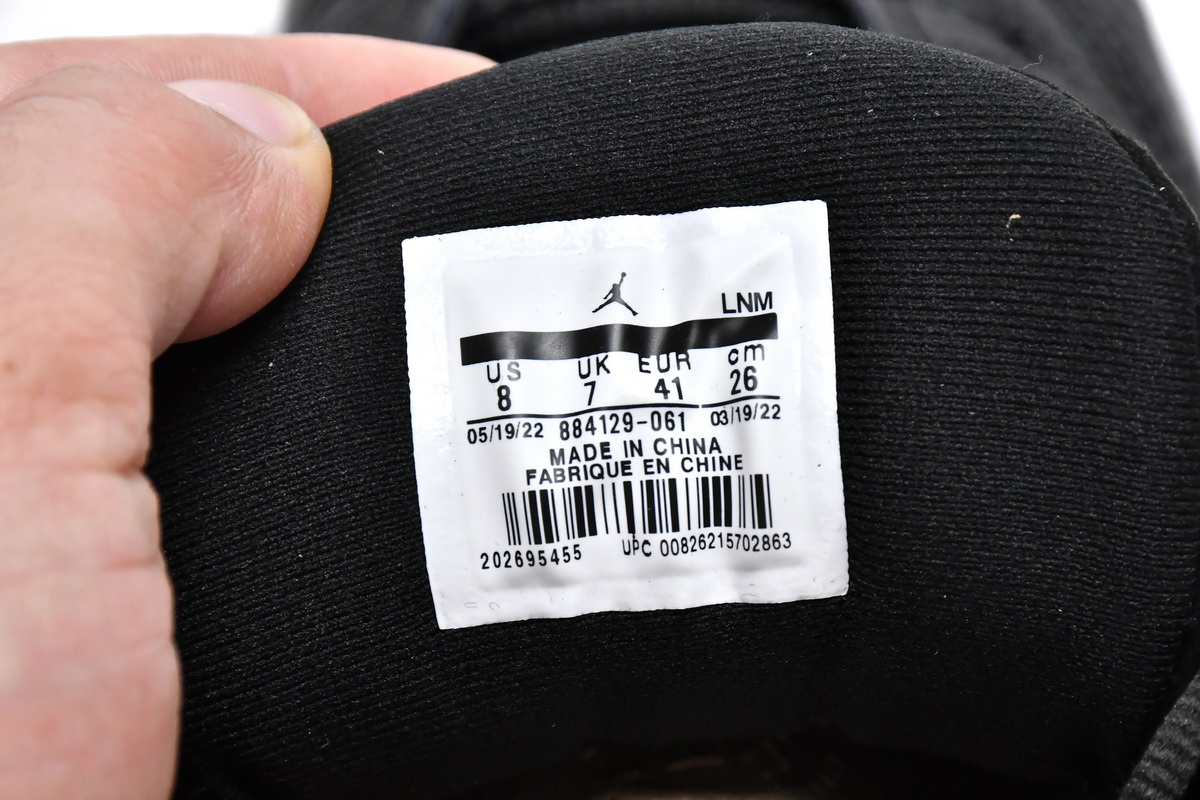 LNM
US UK EUR cm
8 7 41 26
05/19/22 884129-061 03/19/22
MADE IN CHINA
FABRIQUE EN CHINE
202695455 UPC 00826215702863